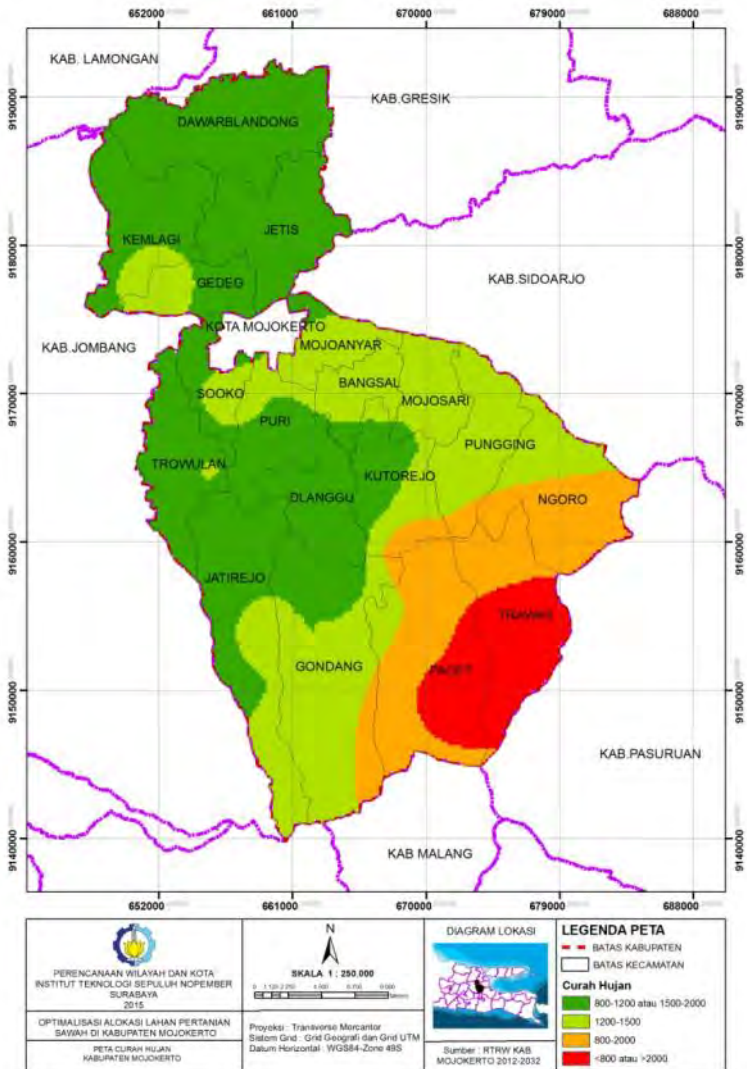 652000 661000 670000 679000 688000
KAB. LAMONGAN
KAB.GRESIK
9190000 9190000
DAWARBLANDONG
JETIS
KEMLAGI
9180000 9180000
GEDEG
KAB.SIDOARJO
KOTA MOJOKERTO
KAB.JOMBANG
MOJOANYAR
BANGSAL
9170000 9170000
SOOKO
MOJOSARI
PURI
PUNGGING
TROWULAN
KUTOREJO
DLANGGU
NGORO
9160000 9160000
JATIREJO
TRAWAS
GONDANG
PACET
9150000 9150000
KAB.PASURUAN
9140000 9140000
KAB MALANG
652000 661000 670000 679000 688000
PERENCANAAN WILAYAH DAN KOTA
INSTITUT TEKNOLOGI SEPULUH NOPEMBER
SURABAYA
2015
OPTIMALISASI ALOKASI LAHAN PERTANIAN
SAWAH DI KABUPATEN MOJOKERTO
PETA CURAH HUJAN
KABUPATEN MOJOKERTO
N
SKALA 1 : 250,000
Proyeksi : Transverse Mercator
Sistem Grid : Grid Geografi dan Grid UTM
Datum Horizontal : WGS84-Zone 49S
DIAGRAM LOKASI
Sumber : RTRW KAB.
MOJOKERTO 2012-2032
LEGENDA PETA
BATAS KABUPATEN
BATAS KECAMATAN
Curah Hujan
800-1200 atau 1500-2000
1200-1500
800-2000
<800 atau >2000